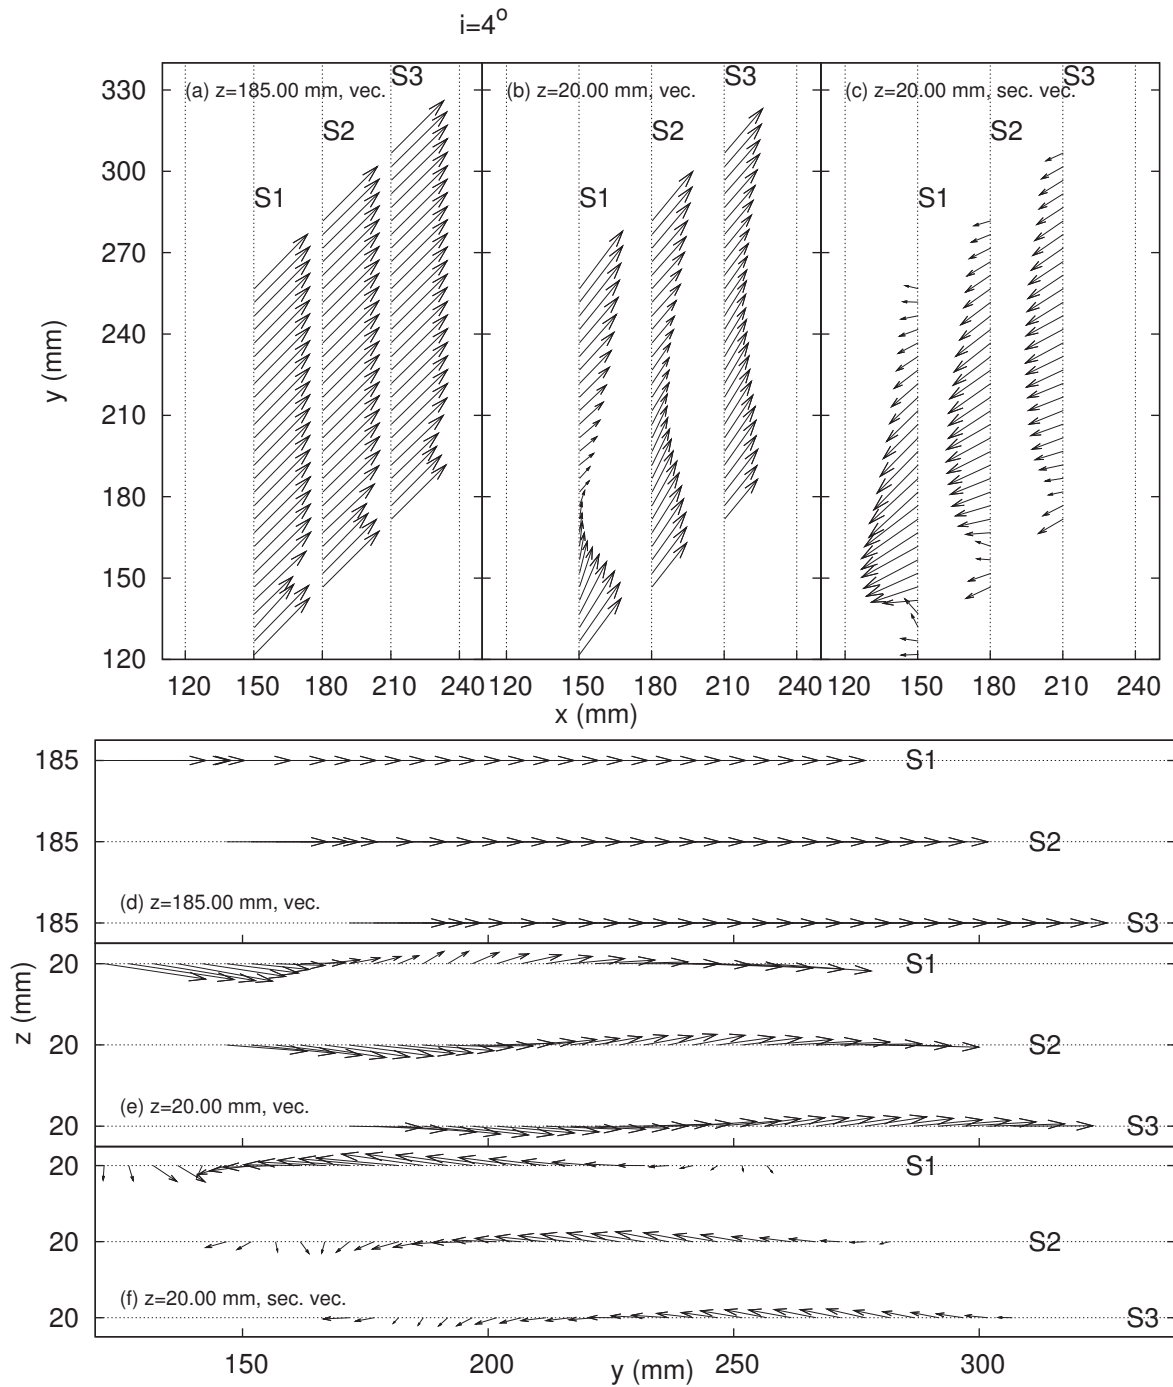 i=4°
(a) z=185.00 mm, vec.
S1
S2
S3
(b) z=20.00 mm, vec.
S1
S2
S3
(c) z=20.00 mm, sec. vec.
S1
S2
S3
330
300
270
240
210
180
150
120
y (mm)
120 150 180 210 240
120 150 180 210 240
120 150 180 210 240
x (mm)
185 S1
185 S2
(d) z=185.00 mm, vec.
185 S3
20 S1
20 S2
(e) z=20.00 mm, vec.
20 S3
20 S1
20 S2
(f) z=20.00 mm, sec. vec.
20 S3
z (mm)
150 200 250 300
y (mm)